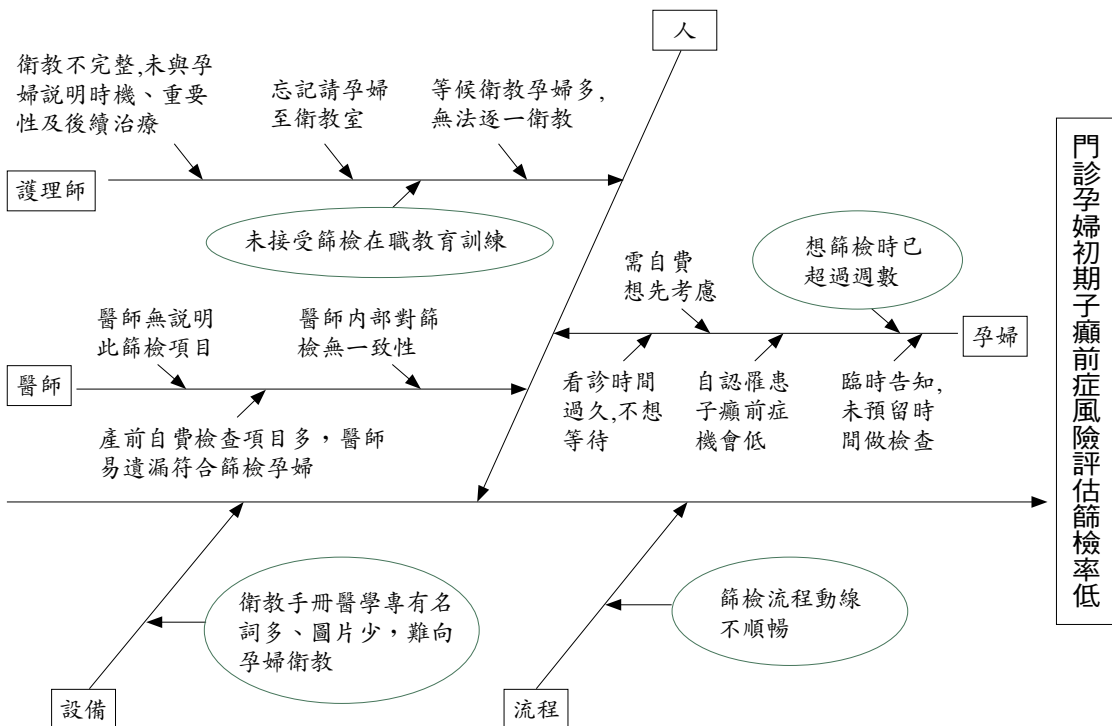 人
衛教不完整,未與孕
婦説明時機、重要
性及後續治療
忘記請孕婦
至衛教室
等候衛教孕婦多,
無法逐一衛教
護理師
未接受篩檢在職教育訓練
想篩檢時已
超過週數
需自費
想先考慮
孕婦
醫師無説明
此篩檢項目
醫師內部對篩
檢無一致性
醫師
看診時間
過久,不想
等待
自認罹患
子癲前症
機會低
臨時告知,
未預留時
間做檢查
產前自費檢查項目多，醫師
易遺漏符合篩檢孕婦
門診孕婦初期子癲前症風險評估篩檢率低
衛教手册醫學專有名
詞多、圖片少，難向
孕婦衛教
篩檢流程動線
不順暢
設備
流程